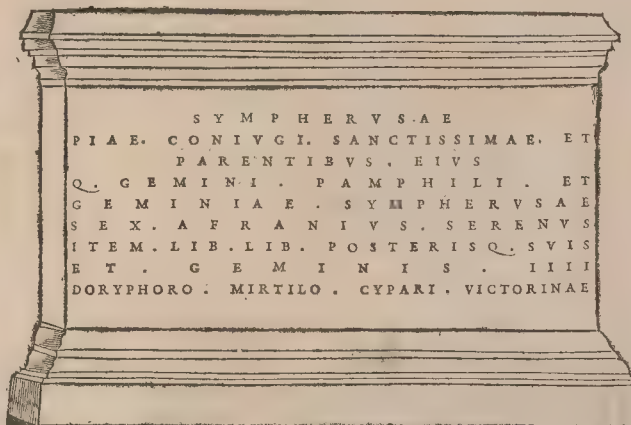 SYMPHERVSAE
PIAE. CONIVGI. SANCTISSIMAE. ET
PARENTIBVS. EIVS
Q. GEMINI. PAMPHILI. ET
GEMINIAE. SYMPHERVSAE
SEX. AFRANIVS. SERENVS
ITEM. LIB. LIB. POSTERISQ. SVIS
ET. GEMINIS. IIII
DORYPHORO. MIRTILO. CYPARI. VICTORINAE